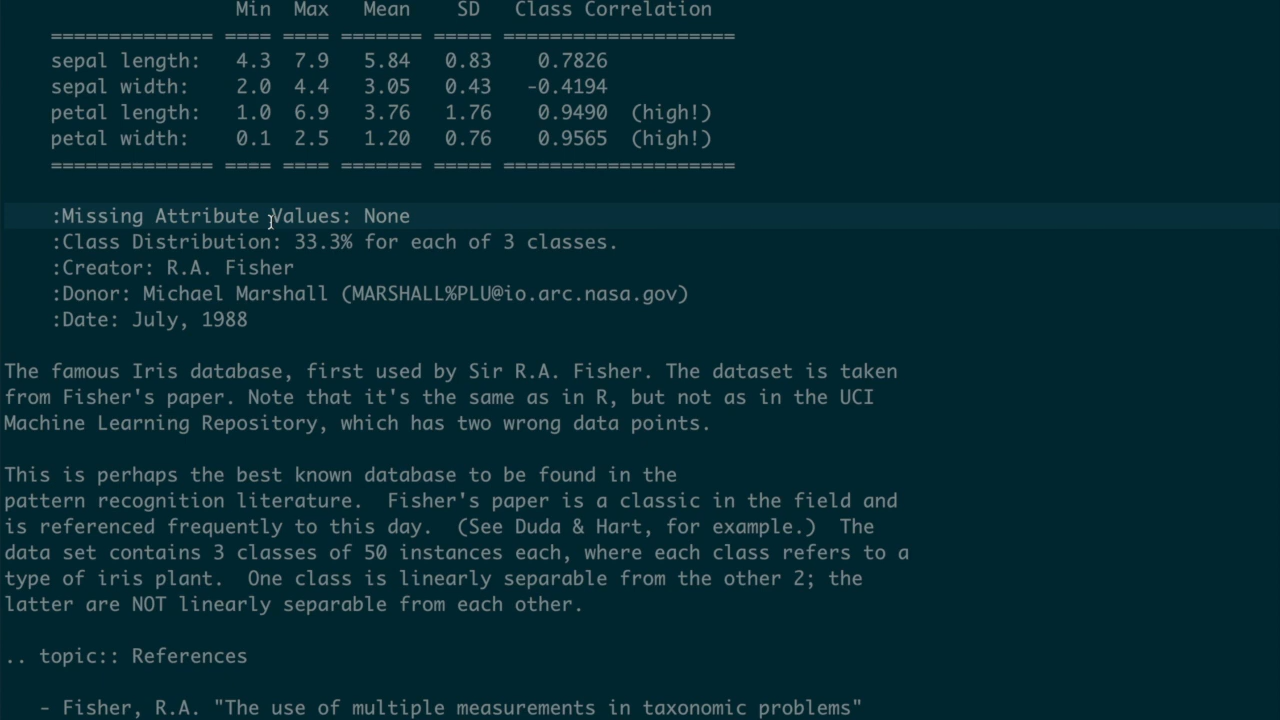 Min Max Mean SD Class Correlation
============== ==== ==== ======= ===== ====================
sepal length: 4.3 7.9 5.84 0.83 0.7826
sepal width: 2.0 4.4 3.05 0.43 -0.4194
petal length: 1.0 6.9 3.76 1.76 0.9490 (high!)
petal width: 0.1 2.5 1.20 0.76 0.9565 (high!)
============== ==== ==== ======= ===== ====================
:Missing Attribute Values: None
:Class Distribution: 33.3% for each of 3 classes.
:Creator: R.A. Fisher
:Donor: Michael Marshall (MARSHALL%PLU@io.arc.nasa.gov)
:Date: July, 1988
The famous Iris database, first used by Sir R.A. Fisher. The dataset is taken
from Fisher's paper. Note that it's the same as in R, but not as in the UCI
Machine Learning Repository, which has two wrong data points.
This is perhaps the best known database to be found in the
pattern recognition literature.  Fisher's paper is a classic in the field and
is referenced frequently to this day.  (See Duda & Hart, for example.)  The
data set contains 3 classes of 50 instances each, where each class refers to a
type of iris plant.  One class is linearly separable from the other 2; the
latter are NOT linearly separable from each other.
.. topic:: References
- Fisher, R.A. "The use of multiple measurements in taxonomic problems"